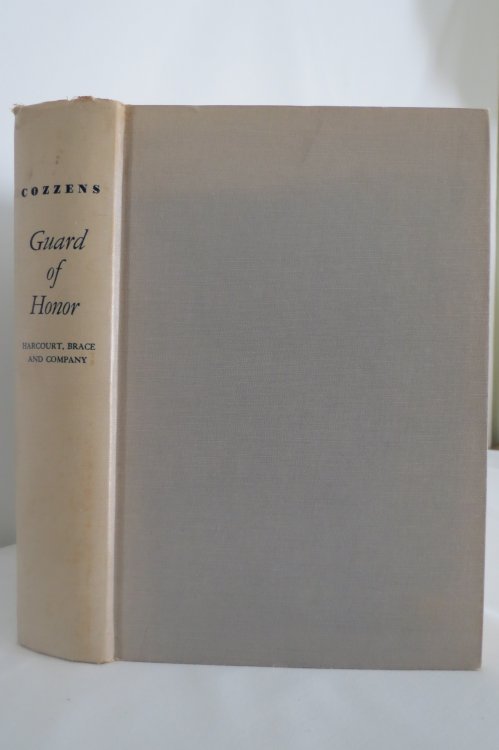 COZZENS
Guard
of
Honor
HARCOURT, BRACE
AND COMPANY